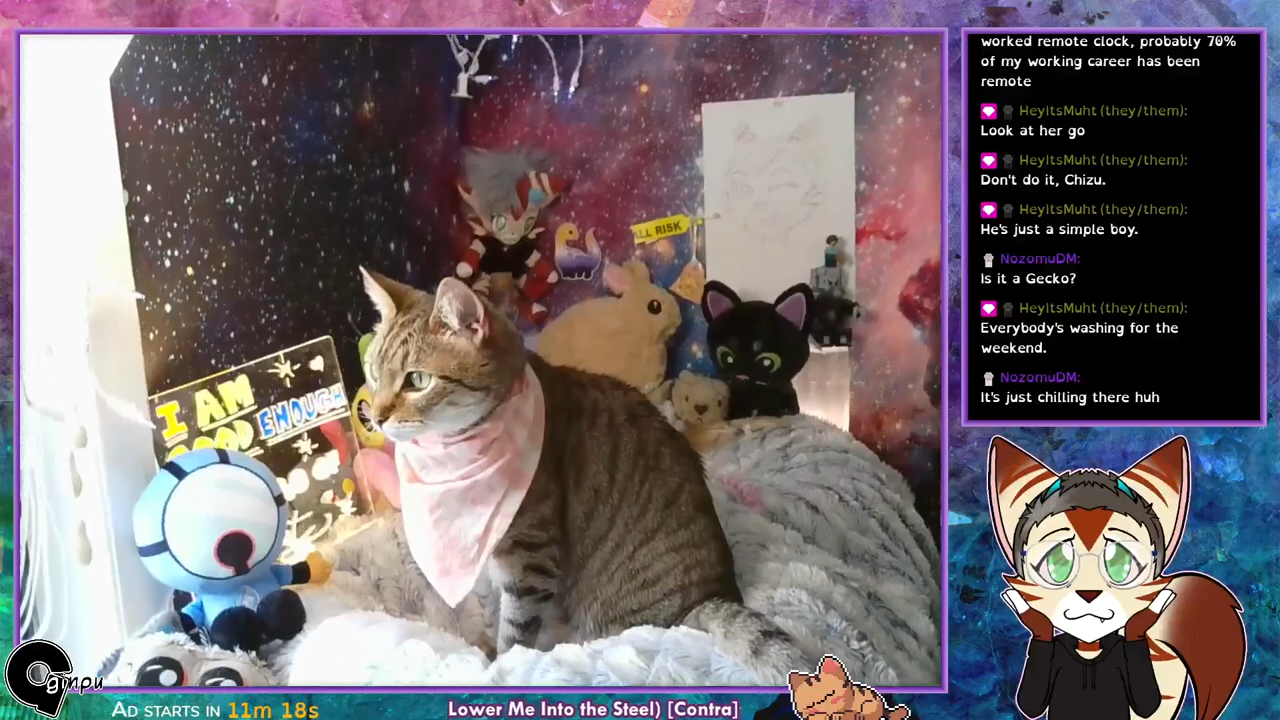 worked remote clock, probably 70%
of my working career has been
remote
HeyItsMuht (they/them):
Look at her go
HeyItsMuht (they/them):
Don't do it, Chizu.
HeyItsMuht (they/them):
He's just a simple boy.
NozomuDM:
Is it a Gecko?
HeyItsMuht (they/them):
Everybody's washing for the
weekend.
NozomuDM:
It's just chilling there huh
ALL RISK
I AM
GOOD ENOUGH
ginpu
AD STARTS IN 11m 18s
Lower Me Into the Steel) [Contra]